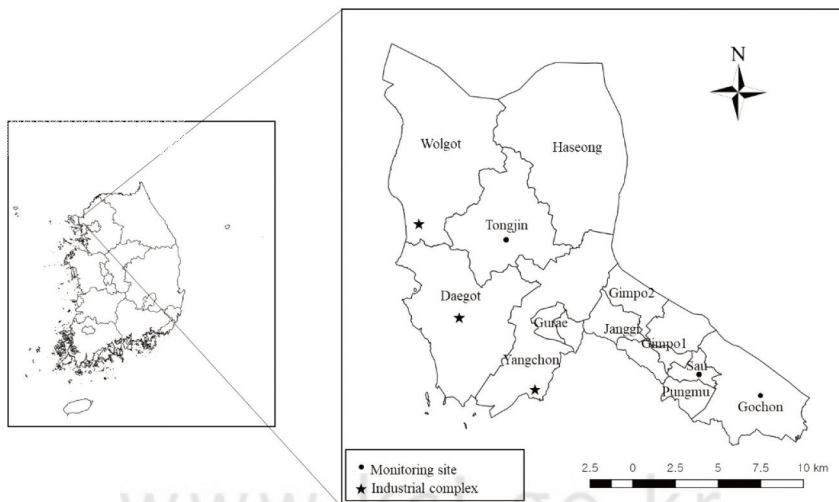 N
Wolgot
Haseong
Tongjin
Daegot
Gimpo2
Gurae
Janggi
Gimpo1
Yangchon
Sau
Pungmu
Gochon
Monitoring site
Industrial complex
2.5 0 2.5 5 7.5 10 km